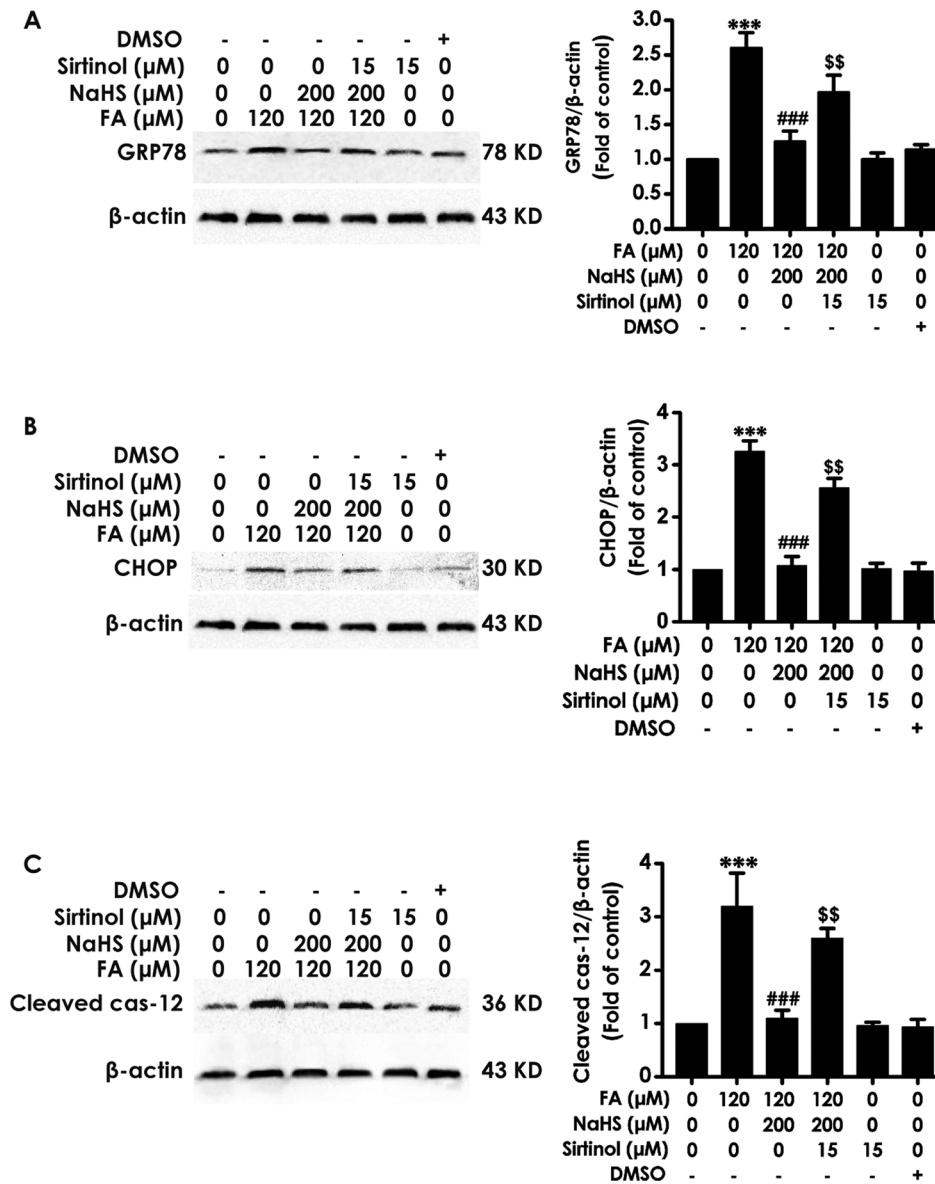 A
DMSO - - - - - +
Sirtinol (µM) 0 0 0 15 15 0
NaHS (µM) 0 0 200 200 0 0
FA (µM) 0 120 120 120 0 0
GRP78 78 KD
β-actin 43 KD
GRP78/β-actin
(Fold of control)
3.0
2.5
2.0
1.5
1.0
0.5
0.0
*** ### $$
FA (µM) 0 120 120 120 0 0
NaHS (µM) 0 0 200 200 0 0
Sirtinol (µM) 0 0 0 15 15 0
DMSO - - - - - +
B
DMSO - - - - - +
Sirtinol (µM) 0 0 0 15 15 0
NaHS (µM) 0 0 200 200 0 0
FA (µM) 0 120 120 120 0 0
CHOP 30 KD
β-actin 43 KD
CHOP/β-actin
(Fold of control)
4
3
2
1
0
*** ### $$
FA (µM) 0 120 120 120 0 0
NaHS (µM) 0 0 200 200 0 0
Sirtinol (µM) 0 0 0 15 15 0
DMSO - - - - - +
C
DMSO - - - - - +
Sirtinol (µM) 0 0 0 15 15 0
NaHS (µM) 0 0 200 200 0 0
FA (µM) 0 120 120 120 0 0
Cleaved cas-12 36 KD
β-actin 43 KD
Cleaved cas-12/β-actin
(Fold of control)
4
3
2
1
0
*** ### $$
FA (µM) 0 120 120 120 0 0
NaHS (µM) 0 0 200 200 0 0
Sirtinol (µM) 0 0 0 15 15 0
DMSO - - - - - +